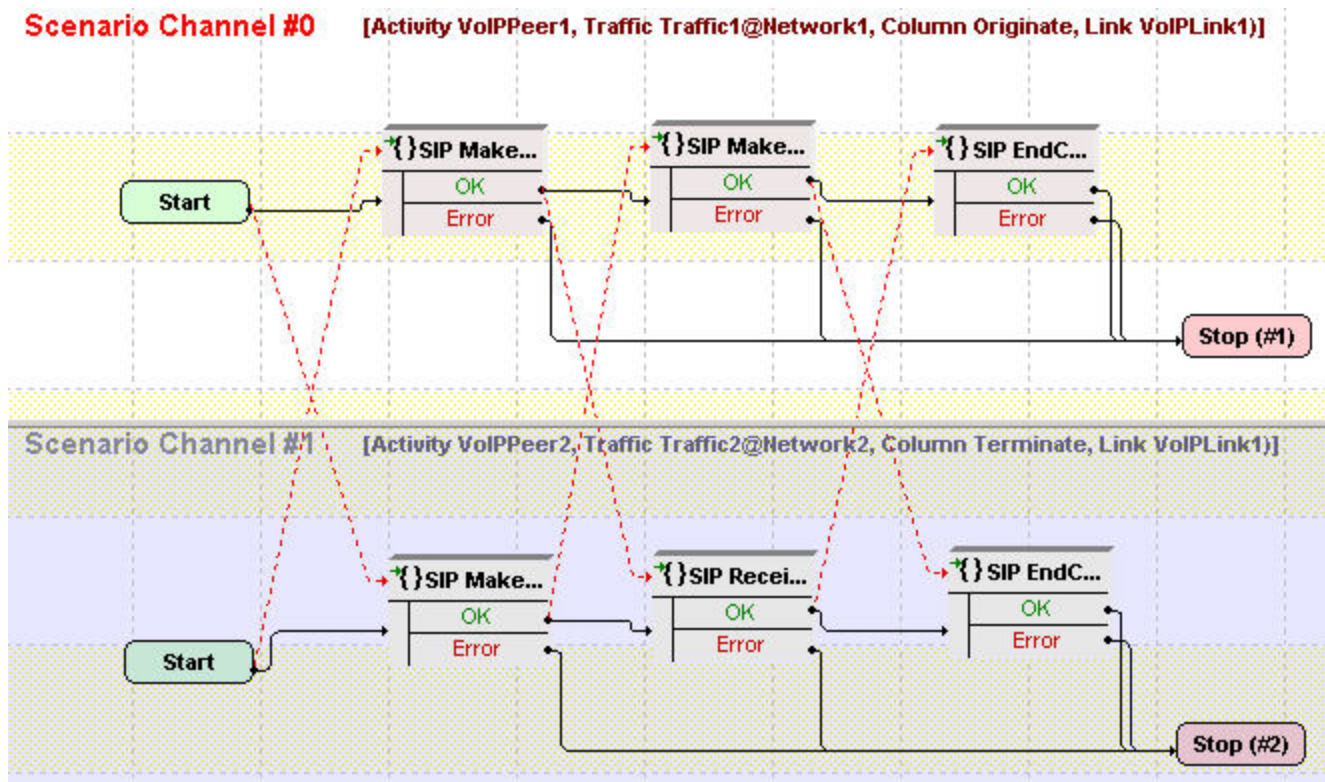 Scenario Channel #0 [Activity VoIPPeer1, Traffic Traffic1@Network1, Column Originate, Link VoIPLink1)]
{}SIP Make... {}SIP Make... {} SIP EndC...
OK OK OK
Start
Error Error Error
Stop (#1)
Scenario Channel #1 [Activity VoIPPeer2, Traffic Traffic2@Network2, Column Terminate, Link VoIPLink1)]
{}SIP Make... {}SIP Recei... {} SIP EndC...
OK OK OK
Error Error Error
Start
Stop (#2)